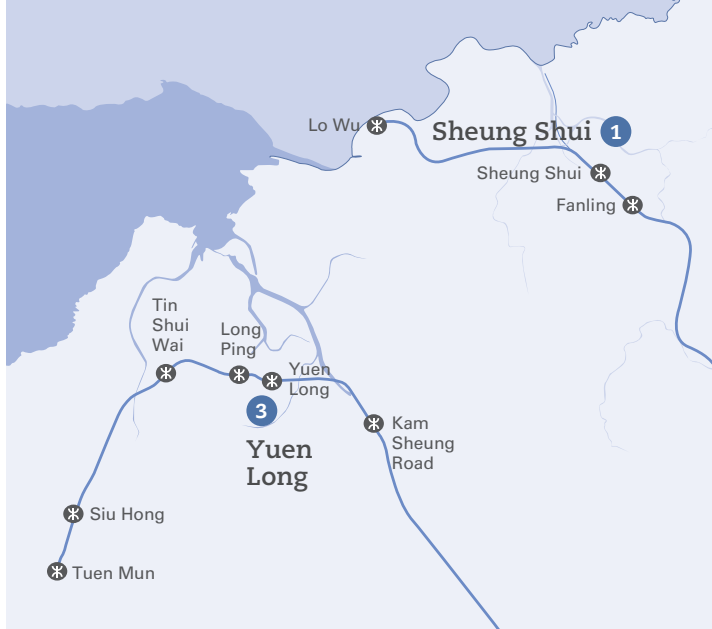 Lo Wu
Sheung Shui 1
Sheung Shui
Fanling
Tin
Shui
Wai
Long
Ping
Yuen
Long
3
Yuen
Long
Kam
Sheung
Road
Siu Hong
Tuen Mun